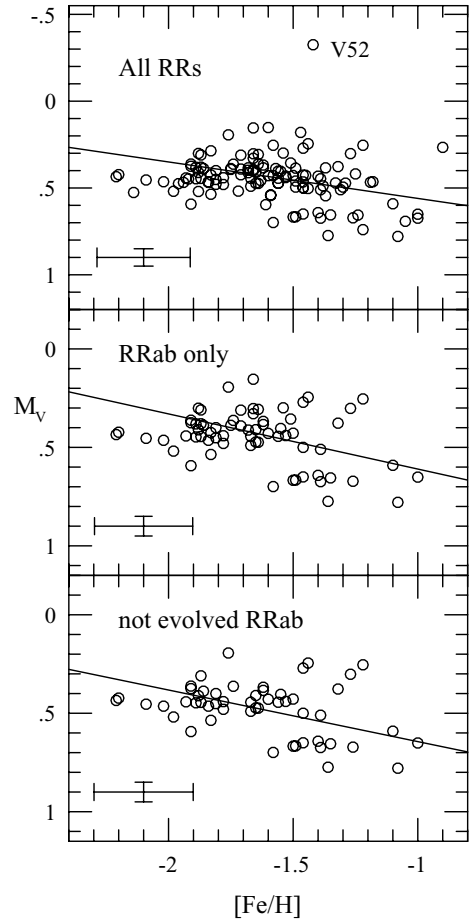 -.5
V52
All RRs
0
.5
1
RRab only
0
M_V
.5
1
not evolved RRab
0
.5
1
-2 -1.5 -1
[Fe/H]